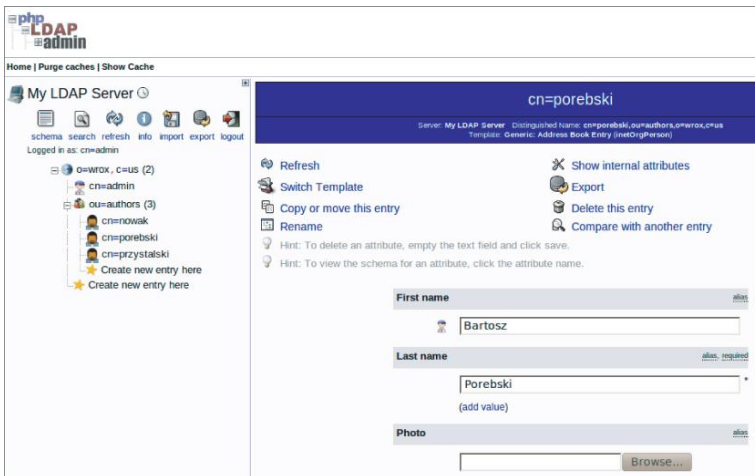 php
LDAP
admin
Home | Purge caches | Show Cache
My LDAP Server
schema search refresh info import export logout
Logged in as: cn=admin
o=wrox, c=us (2)
cn=admin
ou=authors (3)
cn=nowak
cn=porebski
cn=przystalski
Create new entry here
Create new entry here
cn=porebski
Server: My LDAP Server Distinguished Name: cn=porebski,ou=authors,o=wrox,c=us
Template: Generic: Address Book Entry (inetOrgPerson)
Refresh
Switch Template
Copy or move this entry
Rename
Show internal attributes
Export
Delete this entry
Compare with another entry
Hint: To delete an attribute, empty the text field and click save.
Hint: To view the schema for an attribute, click the attribute name.
First name alias
Bartosz
Last name alias, required
Porebski *
(add value)
Photo alias
Browse...